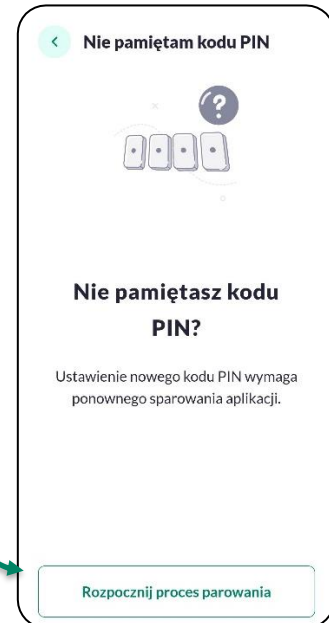 Nie pamiętam kodu PIN
?
Nie pamiętasz kodu
PIN?
Ustawienie nowego kodu PIN wymaga
ponownego sparowania aplikacji.
Rozpocznij proces parowania